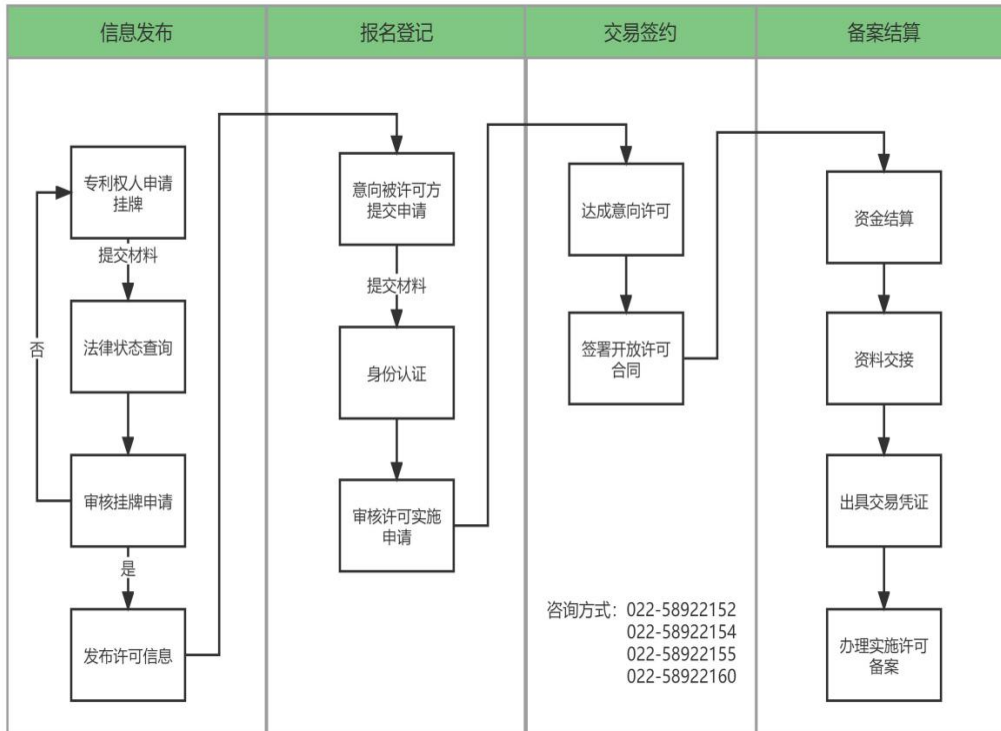 信息发布
报名登记
交易签约
备案结算
专利权人申请
挂牌
提交材料
法律状态查询
否
审核挂牌申请
是
发布许可信息
意向被许可方
提交申请
提交材料
身份认证
审核许可实施
申请
达成意向许可
签署开放许可
合同
咨询方式：022-58922152
022-58922154
022-58922155
022-58922160
资金结算
资料交接
出具交易凭证
办理实施许可
备案